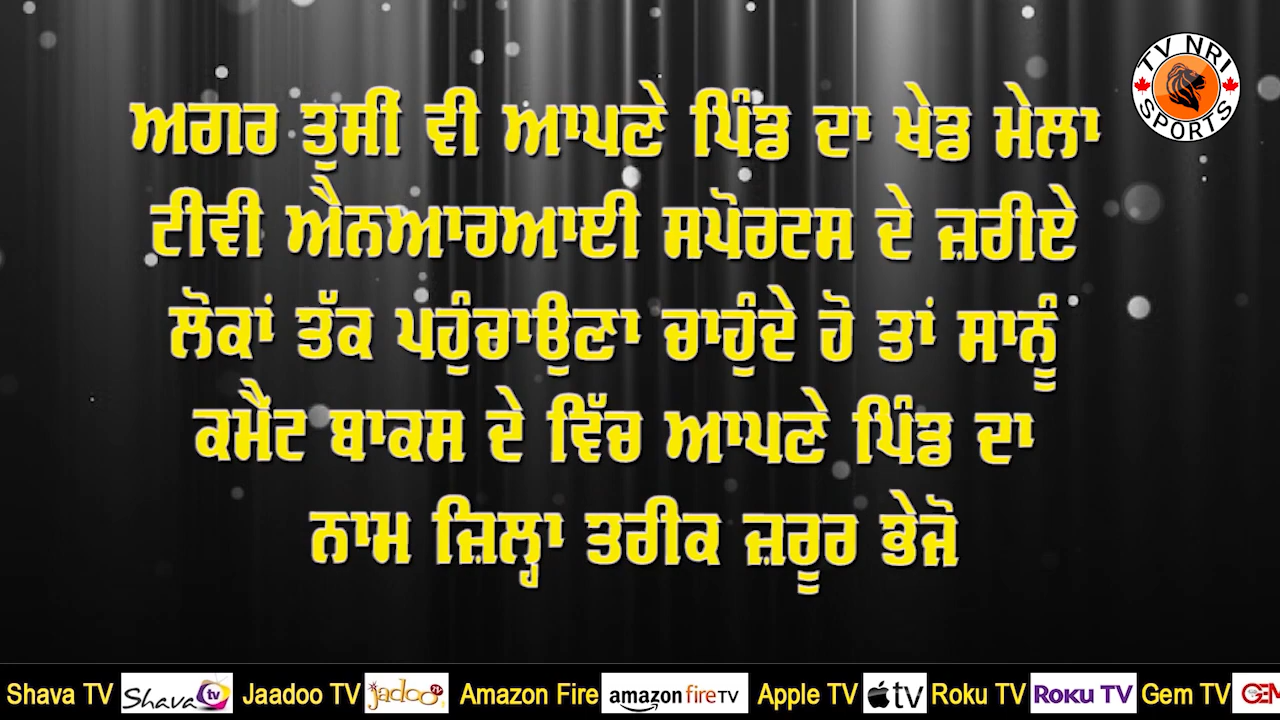 TV NRI
SPORTS
ਅਗਰ ਤੁਸੀਂ ਵੀ ਆਪਣੇ ਪਿੰਡ ਦਾ ਖੇਡ ਮੇਲਾ
ਟੀਵੀ ਐਨਆਰਆਈ ਸਪੋਰਟਸ ਦੇ ਜ਼ਰੀਏ
ਲੋਕਾਂ ਤੱਕ ਪਹੁੰਚਾਉਣਾ ਚਾਹੁੰਦੇ ਹੋ ਤਾਂ ਸਾਨੂੰ
ਕਮੈਂਟ ਬਾਕਸ ਦੇ ਵਿੱਚ ਆਪਣੇ ਪਿੰਡ ਦਾ
ਨਾਮ ਜ਼ਿਲ੍ਹਾ ਤਰੀਕ ਜ਼ਰੂਰ ਭੇਜੋ
Shava TV Shava tv Jaadoo TV jadoo TV Amazon Fire amazon fire TV Apple TV tv Roku TV ROKU TV Gem TV GEM